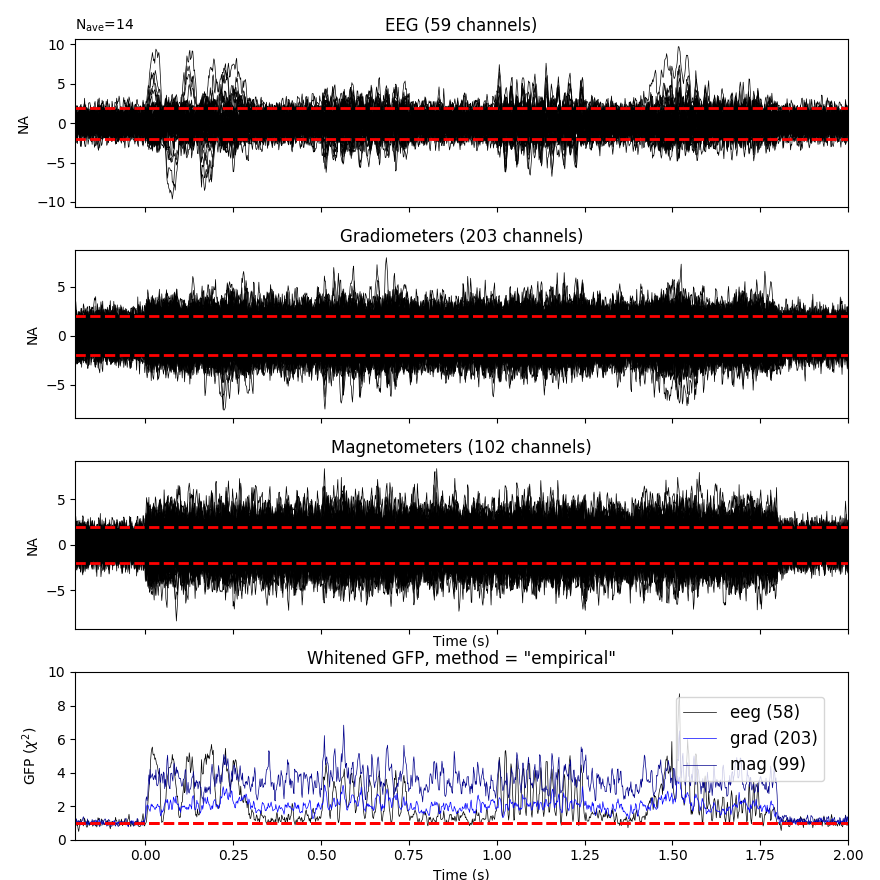 Nave=14
EEG (59 channels)
10
5
0
−5
−10
NA
Gradiometers (203 channels)
5
0
−5
NA
Magnetometers (102 channels)
5
0
−5
NA
Time (s)
Whitened GFP, method = "empirical"
10
8
6
4
2
0
GFP (χ²)
eeg (58)
grad (203)
mag (99)
0.00 0.25 0.50 0.75 1.00 1.25 1.50 1.75 2.00
Time (s)